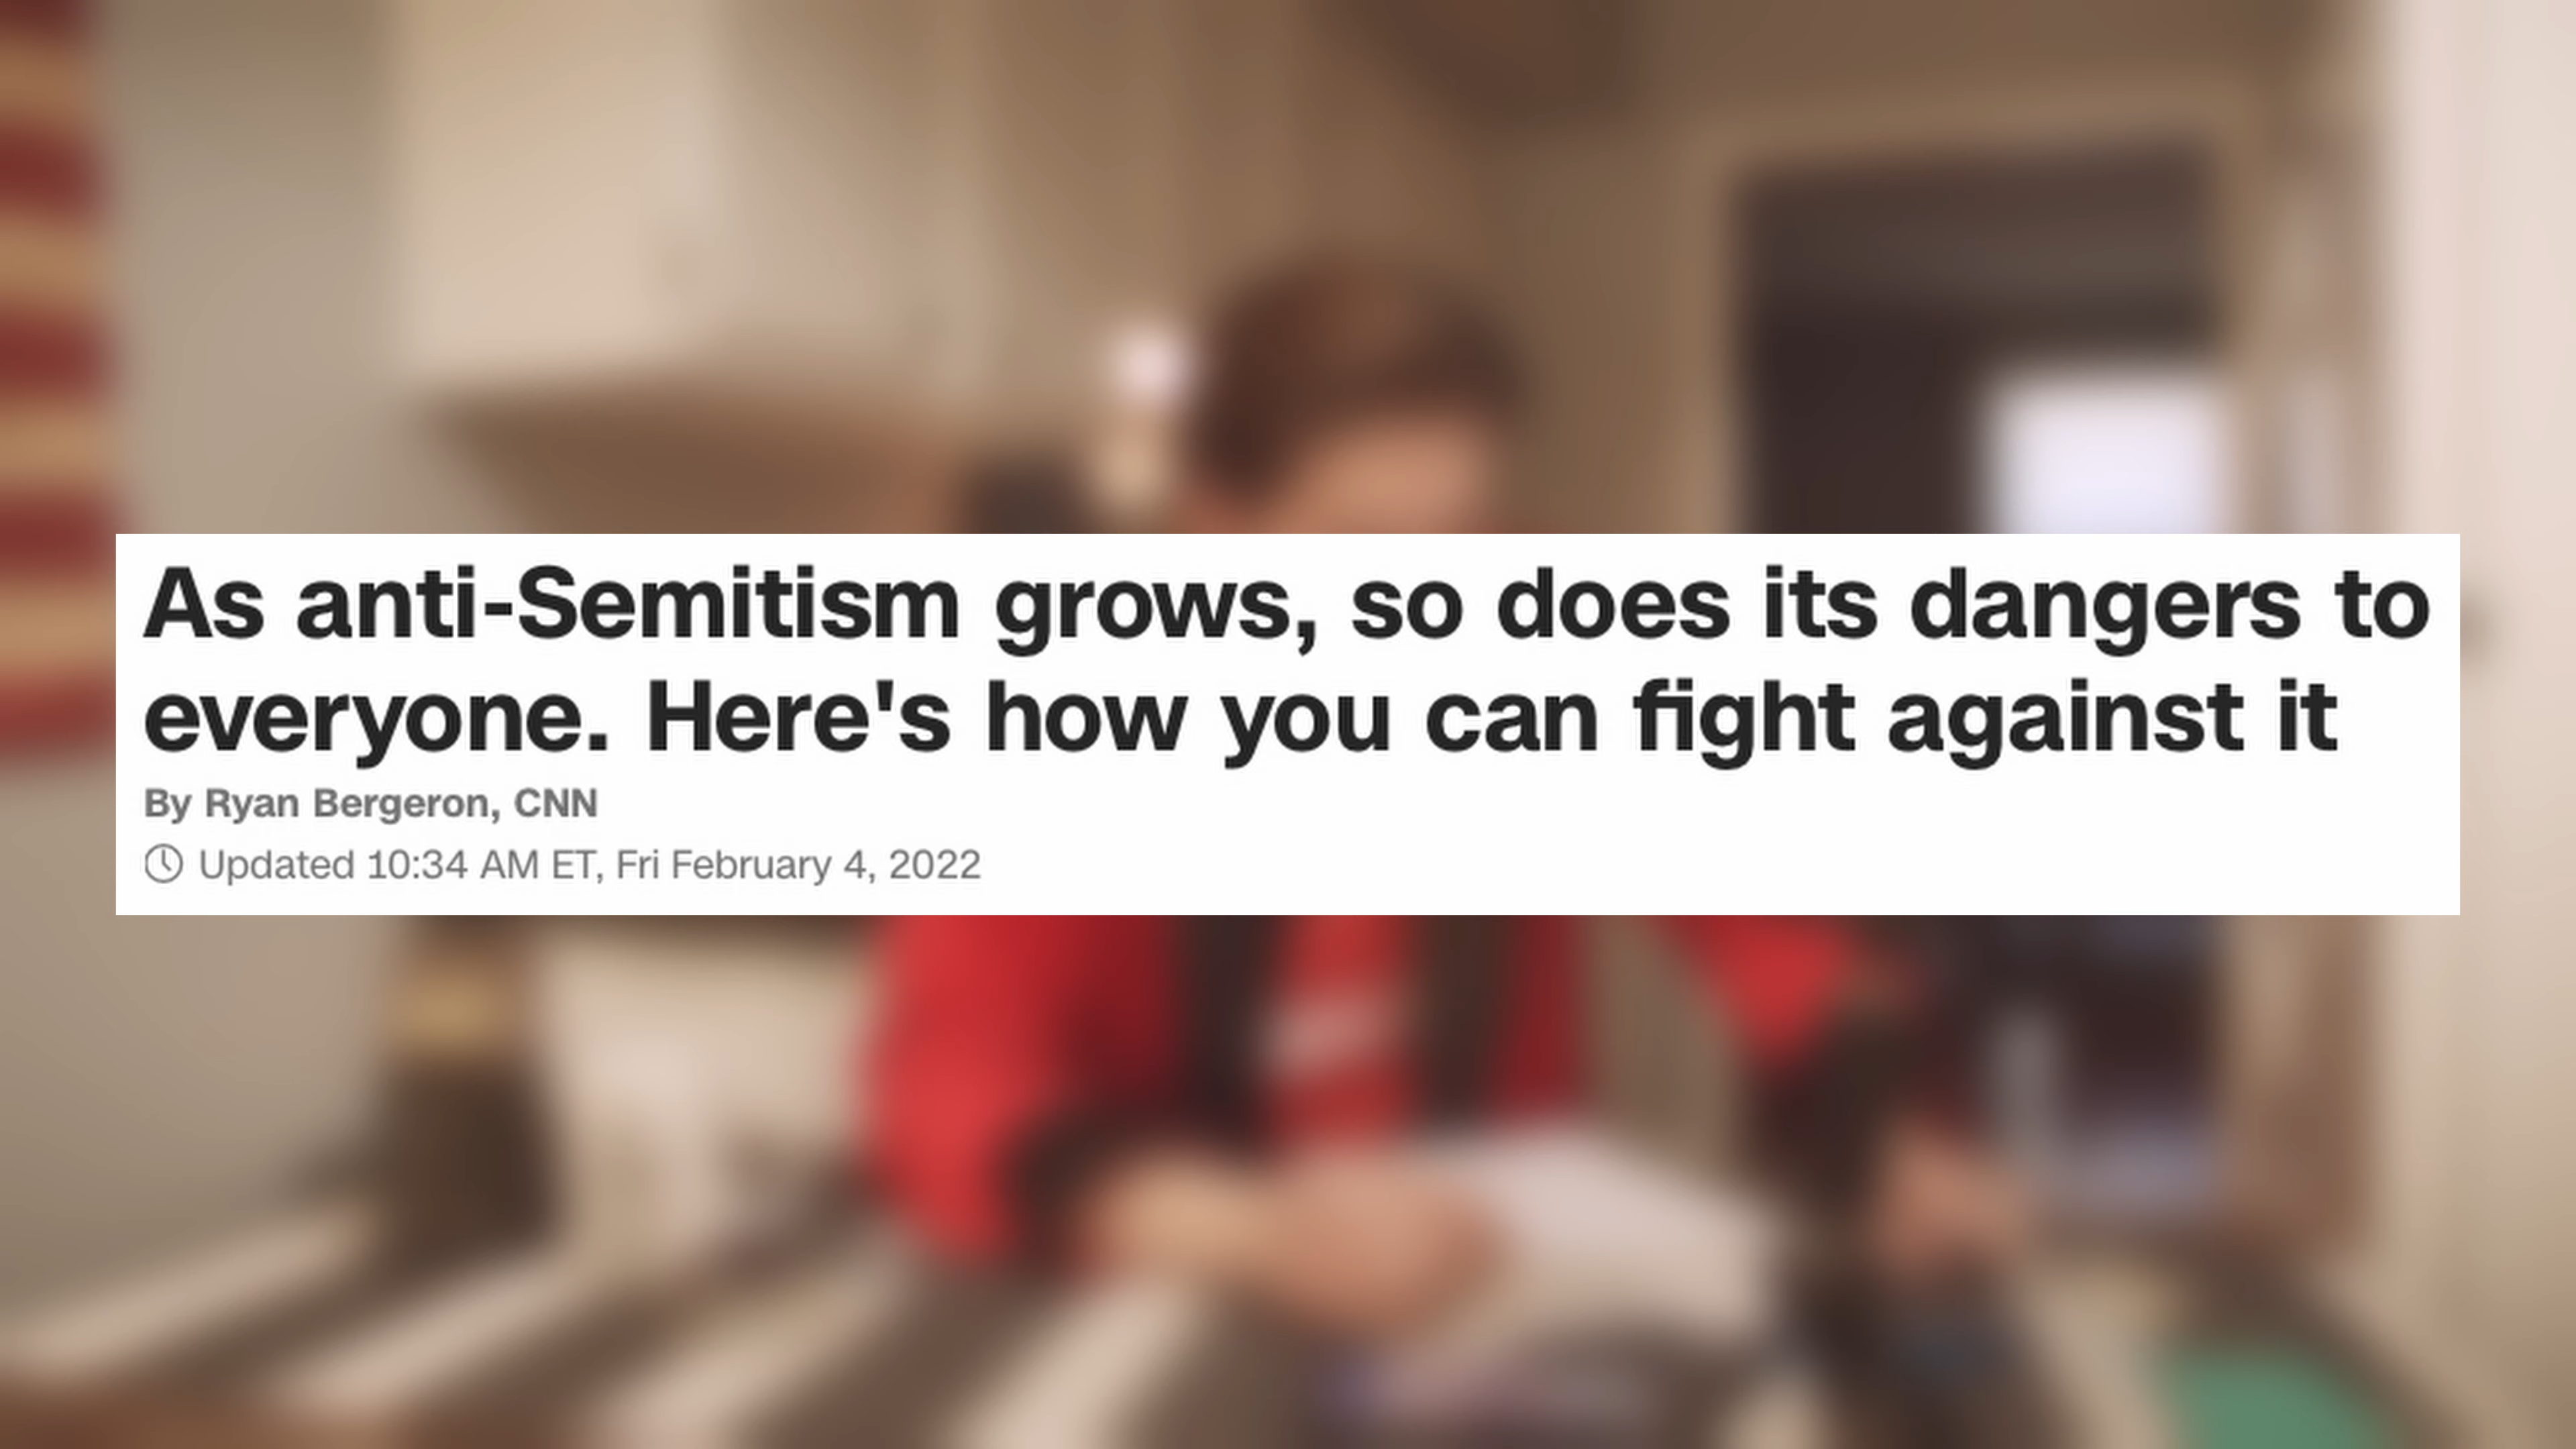 As anti-Semitism grows, so does its dangers to
everyone. Here's how you can fight against it
By Ryan Bergeron, CNN
Updated 10:34 AM ET, Fri February 4, 2022